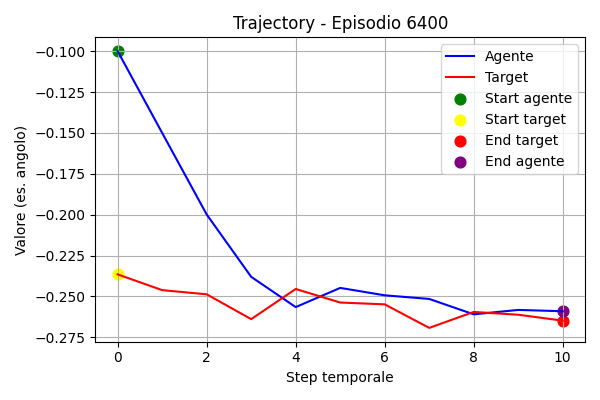 Trajectory - Episodio 6400
Valore (es. angolo)
−0.100
−0.125
−0.150
−0.175
−0.200
−0.225
−0.250
−0.275
Agente
Target
Start agente
Start target
End target
End agente
0 2 4 6 8 10
Step temporale